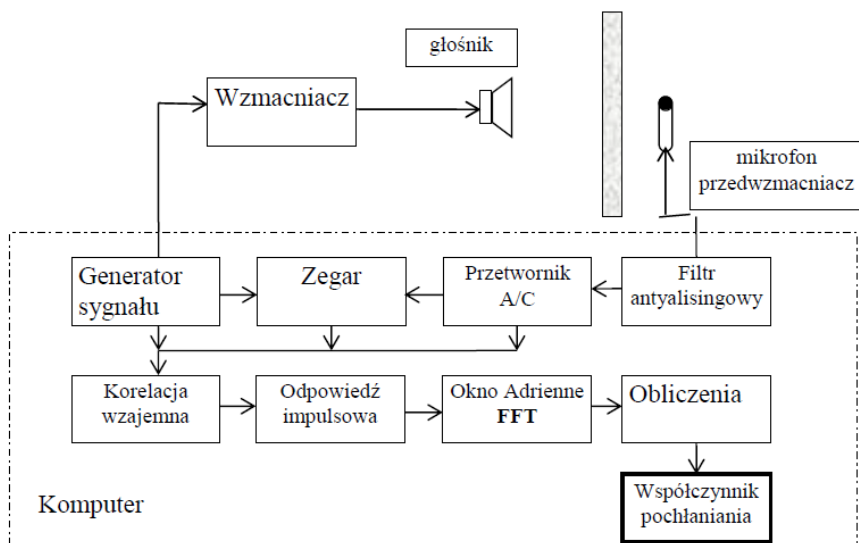 głośnik
Wzmacniacz
mikrofon
przedwzmacniacz
Generator
sygnału
Zegar
Przetwornik
A/C
Filtr
antyalisingowy
Korelacja
wzajemna
Odpowiedź
impulsowa
Okno Adrienne
FFT
Obliczenia
Współczynnik
pochłaniania
Komputer